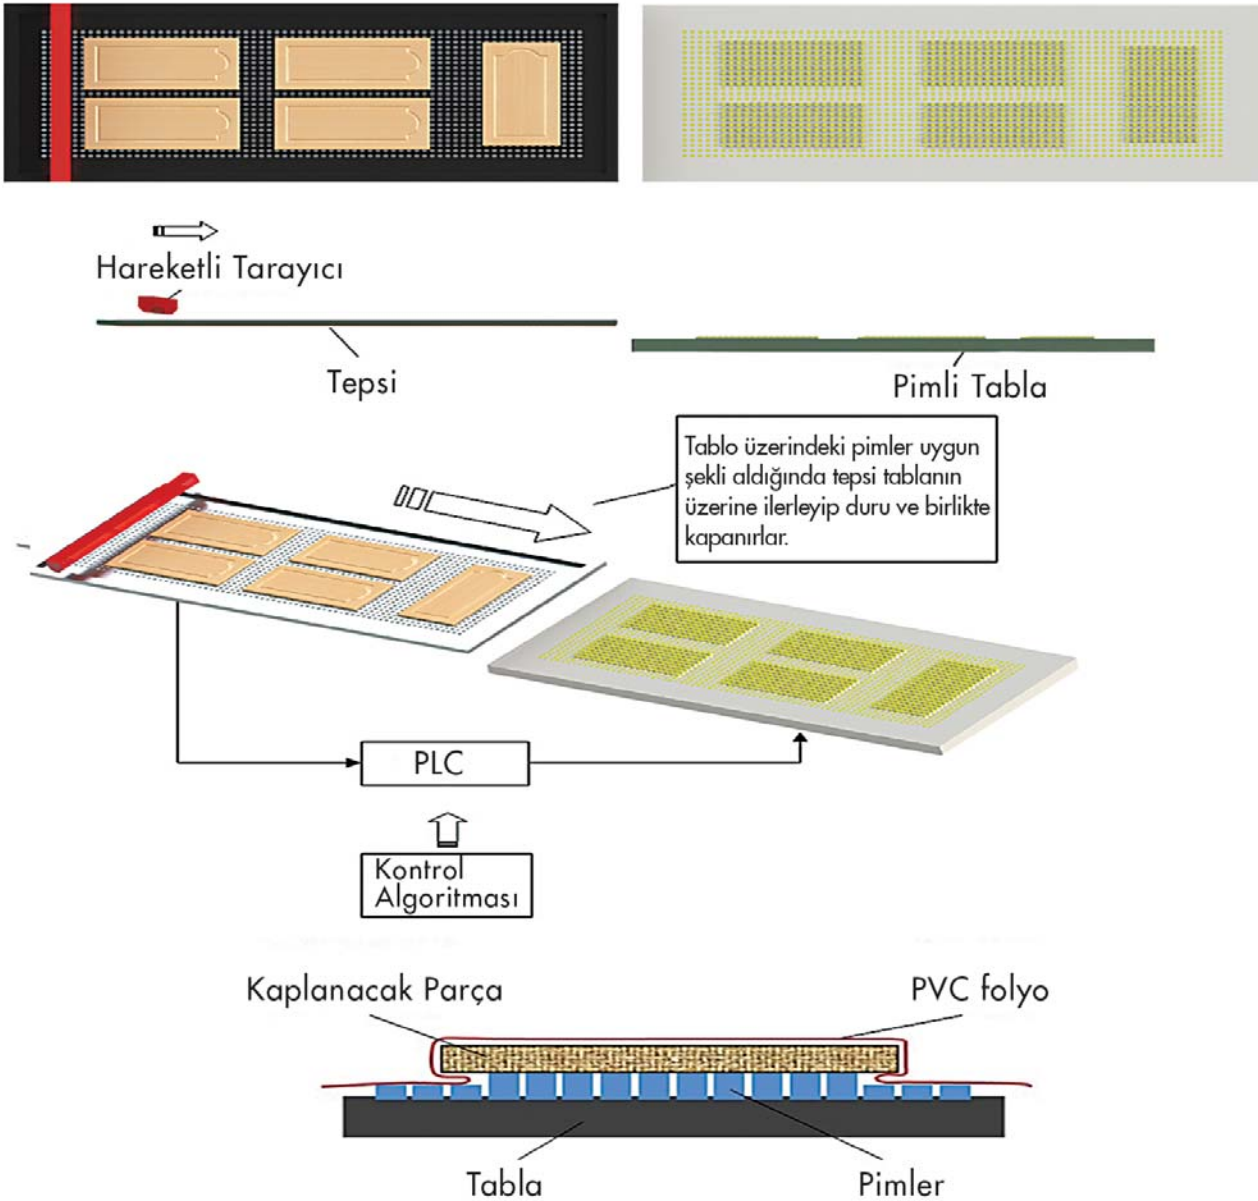 Hareketli Tarayıcı
Tepsi
Pimli Tabla
Tablo üzerindeki pimler uygun
şekli aldığında tepsi tablanın
üzerine ilerleyip duru ve birlikte
kapanırlar.
PLC
Kontrol
Algoritması
Kaplanacak Parça
PVC folyo
Tabla
Pimler